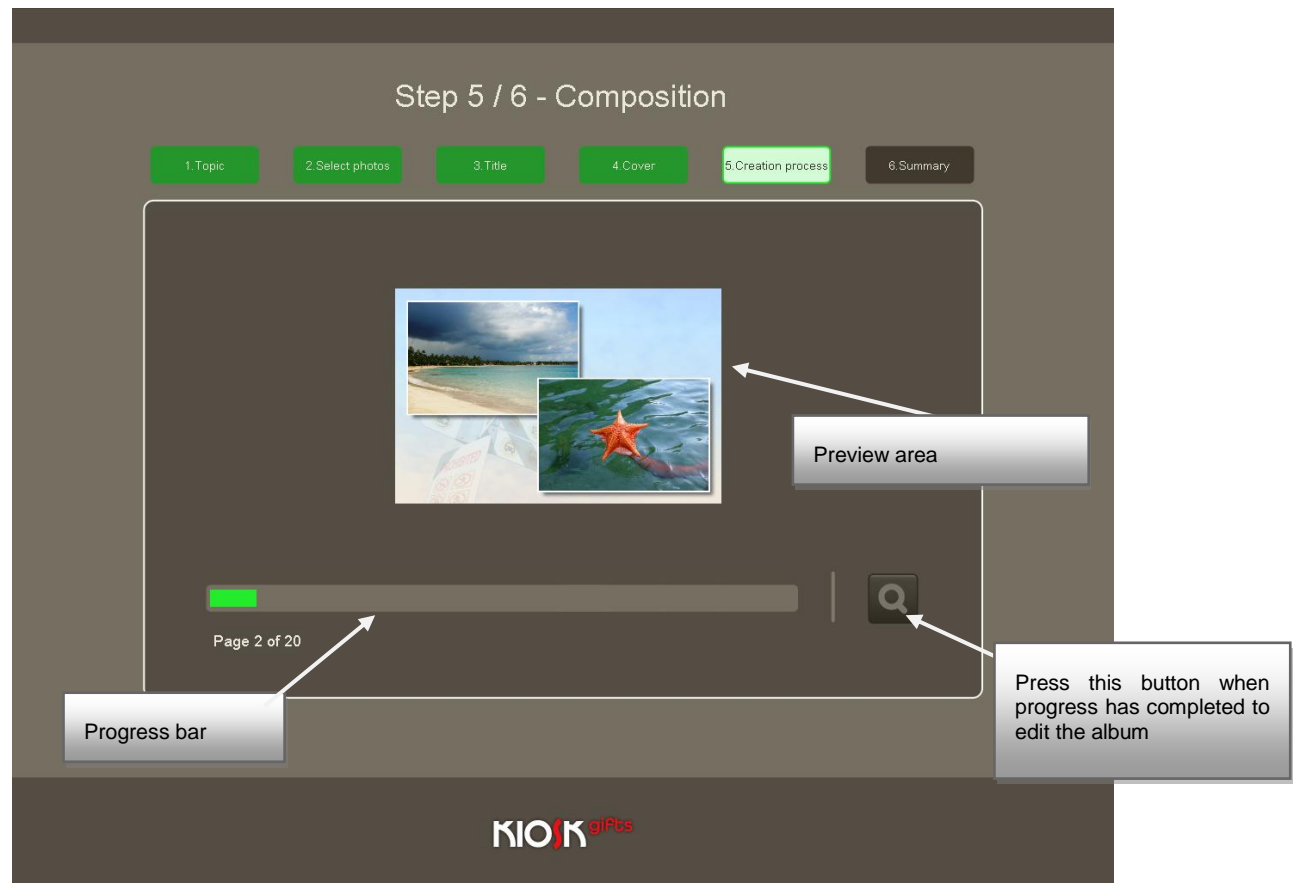 Step 5 / 6 - Composition
1.Topic
2.Select photos
3.Title
4.Cover
5.Creation process
6.Summary
Preview area
Page 2 of 20
Press this button when
progress has completed to
edit the album
Progress bar
KIOSK gifts